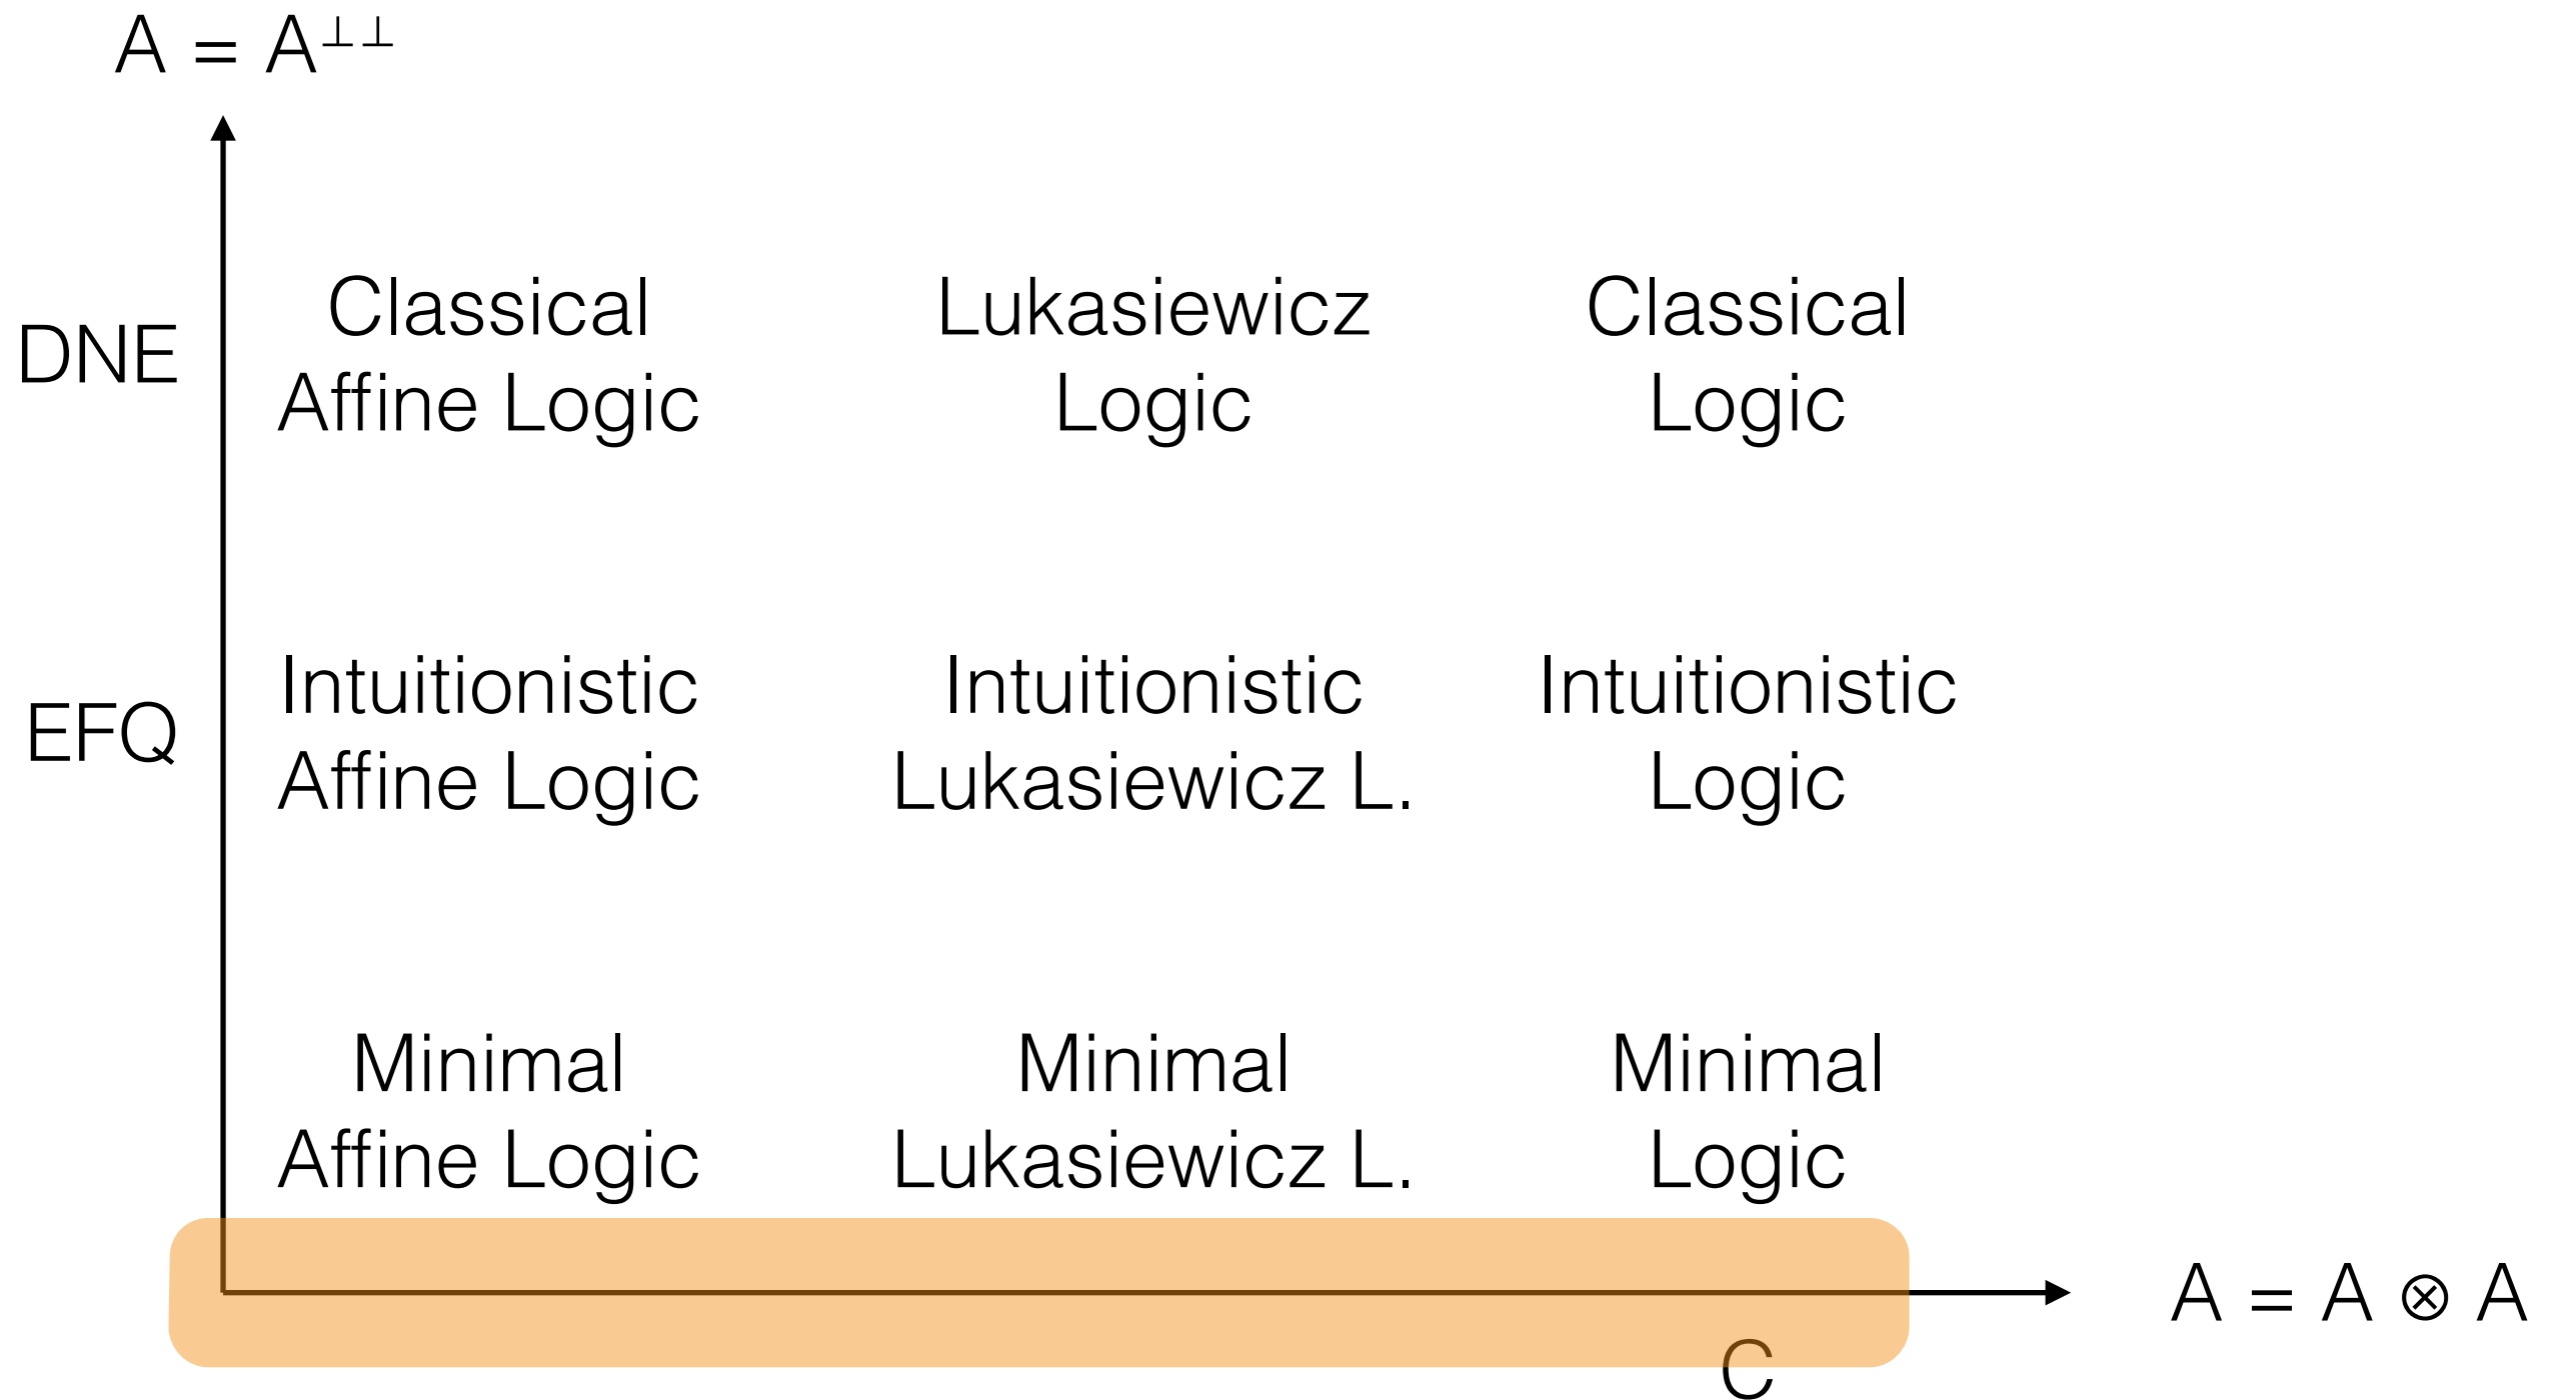 A = A⊥⊥
DNE
Classical
Affine Logic
Lukasiewicz
Logic
Classical
Logic
EFQ
Intuitionistic
Affine Logic
Intuitionistic
Lukasiewicz L.
Intuitionistic
Logic
Minimal
Affine Logic
Minimal
Lukasiewicz L.
Minimal
Logic
A = A ⊗ A
C